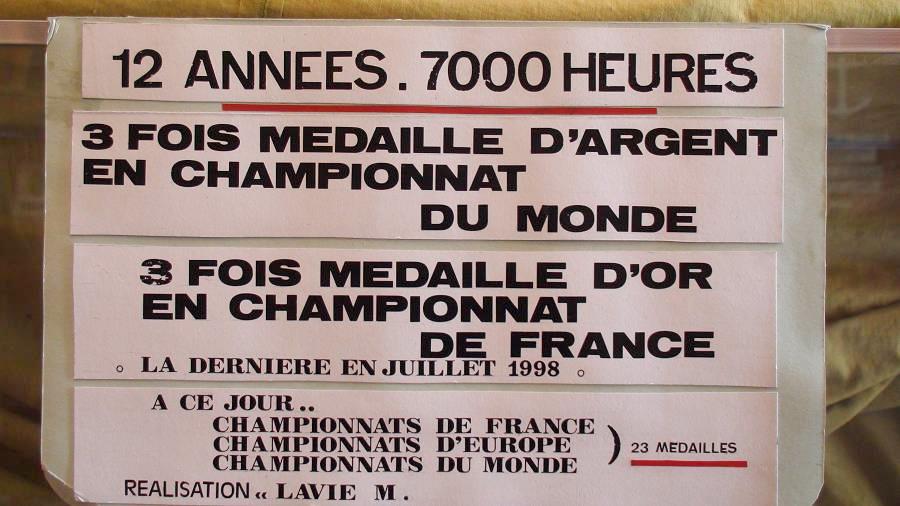 12 ANNEES . 7000 HEURES
3 FOIS MEDAILLE D'ARGENT
EN CHAMPIONNAT
DU MONDE
3 FOIS MEDAILLE D'OR
EN CHAMPIONNAT
DE FRANCE
° LA DERNIERE EN JUILLET 1998 °
A CE JOUR..
CHAMPIONNATS DE FRANCE
CHAMPIONNATS D'EUROPE ) 23 MEDAILLES
CHAMPIONNATS DU MONDE
REALISATION « LAVIE M .